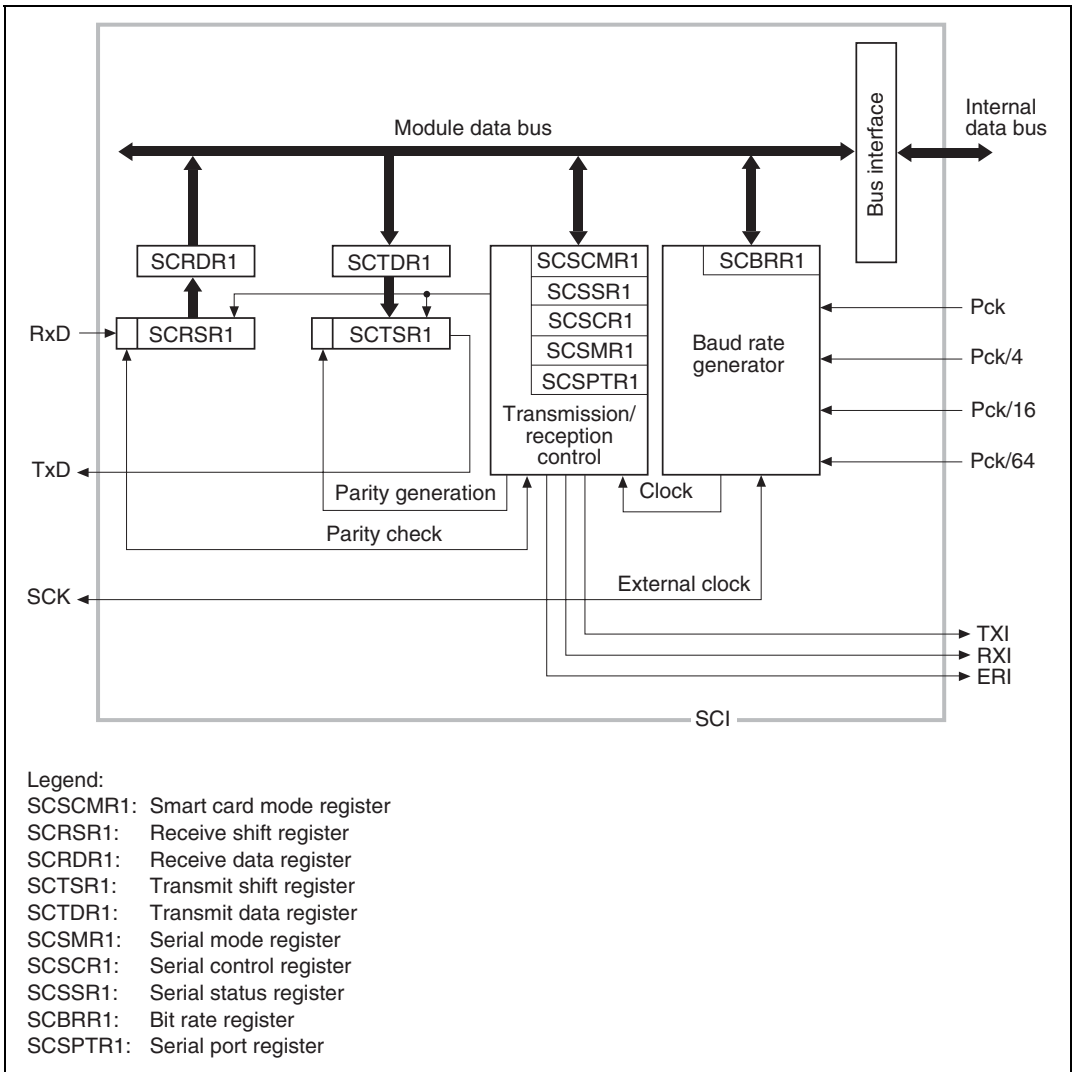 Module data bus
Bus interface
Internal
data bus
SCRDR1
SCTDR1
SCSCMR1
SCSSR1
SCSCR1
SCSMR1
SCSPTR1
Transmission/
reception
control
SCBRR1
Baud rate
generator
RxD
SCRSR1
SCTSR1
Pck
Pck/4
Pck/16
Pck/64
TxD
Parity generation
Clock
Parity check
External clock
SCK
TXI
RXI
ERI
SCI
Legend:
SCSCMR1: Smart card mode register
SCRSR1: Receive shift register
SCRDR1: Receive data register
SCTSR1: Transmit shift register
SCTDR1: Transmit data register
SCSMR1: Serial mode register
SCSCR1: Serial control register
SCSSR1: Serial status register
SCBRR1: Bit rate register
SCSPTR1: Serial port register